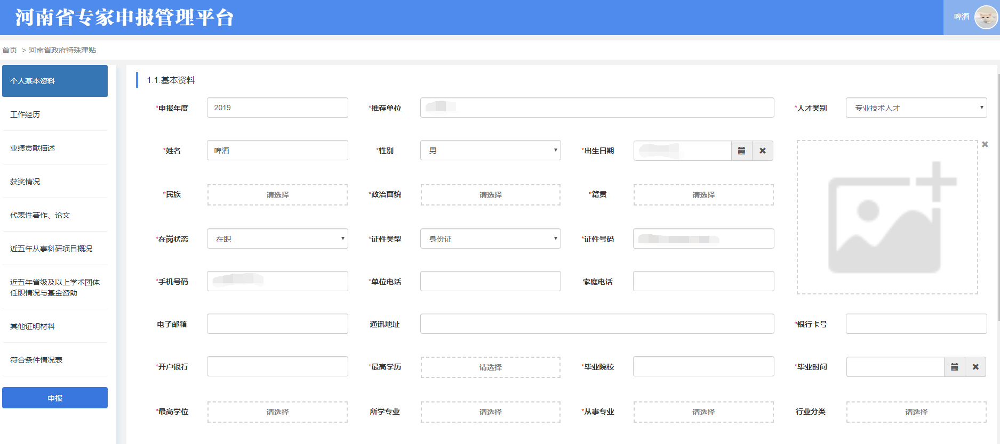 河南省专家申报管理平台
啤酒
首页 > 河南省政府特殊津贴
个人基本资料
工作经历
业绩贡献描述
获奖情况
代表性著作、论文
近五年从事科研项目概况
近五年省级及以上学术团体
任职情况与基金资助
其他证明材料
符合条件情况表
申报
1.1.基本资料
*申报年度 2019 *推荐单位 *人才类别 专业技术人才
*姓名 啤酒 *性别 男 *出生日期
*民族 请选择 *政治面貌 请选择 *籍贯 请选择
*在岗状态 在职 *证件类型 身份证 *证件号码
*手机号码 *单位电话 家庭电话
电子邮箱 通讯地址 *银行卡号
*开户银行 *最高学历 请选择 *毕业院校 *毕业时间
*最高学位 请选择 所学专业 请选择 *从事专业 请选择 行业分类 请选择